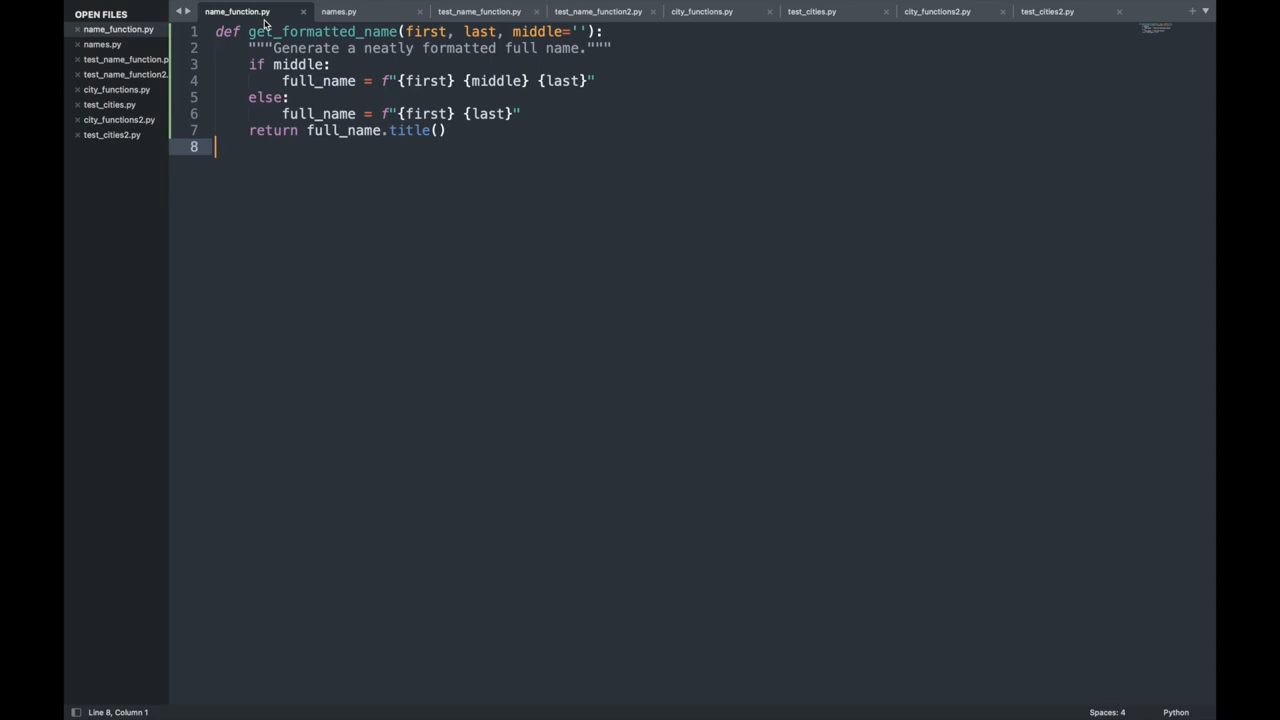 OPEN FILES
name_function.py
names.py
test_name_function.p
test_name_function2.
city_functions.py
test_cities.py
city_functions2.py
test_cities2.py
name_function.py names.py test_name_function.py test_name_function2.py city_functions.py test_cities.py city_functions2.py test_cities2.py
1 def get_formatted_name(first, last, middle=''):
2 """Generate a neatly formatted full name."""
3 if middle:
4 full_name = f"{first} {middle} {last}"
5 else:
6 full_name = f"{first} {last}"
7 return full_name.title()
8
Line 8, Column 1
Spaces: 4
Python